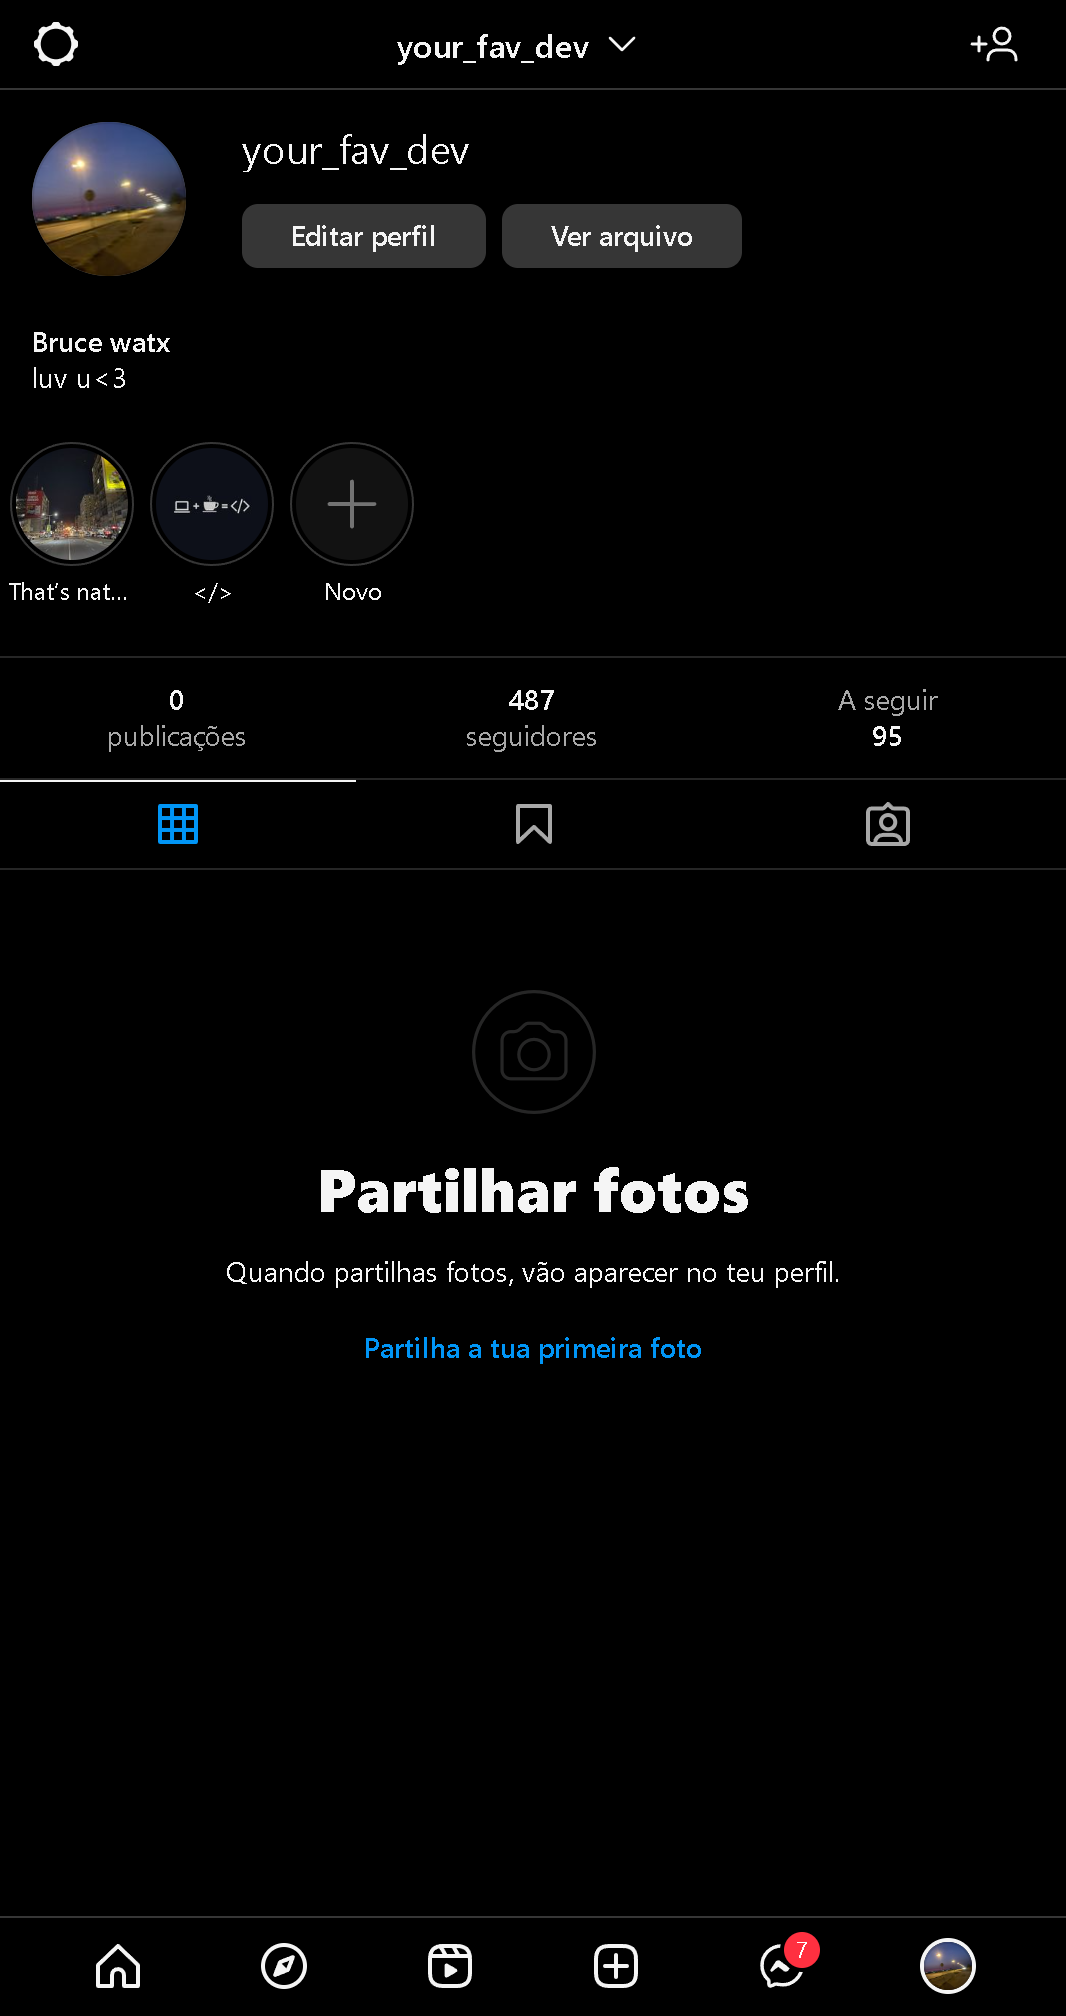 your_fav_dev
your_fav_dev
Editar perfil
Ver arquivo
Bruce watx
luv u<3
+ = </>
That's nat...
</>
Novo
0
publicações
487
seguidores
A seguir
95
Partilhar fotos
Quando partilhas fotos, vão aparecer no teu perfil.
Partilha a tua primeira foto
7